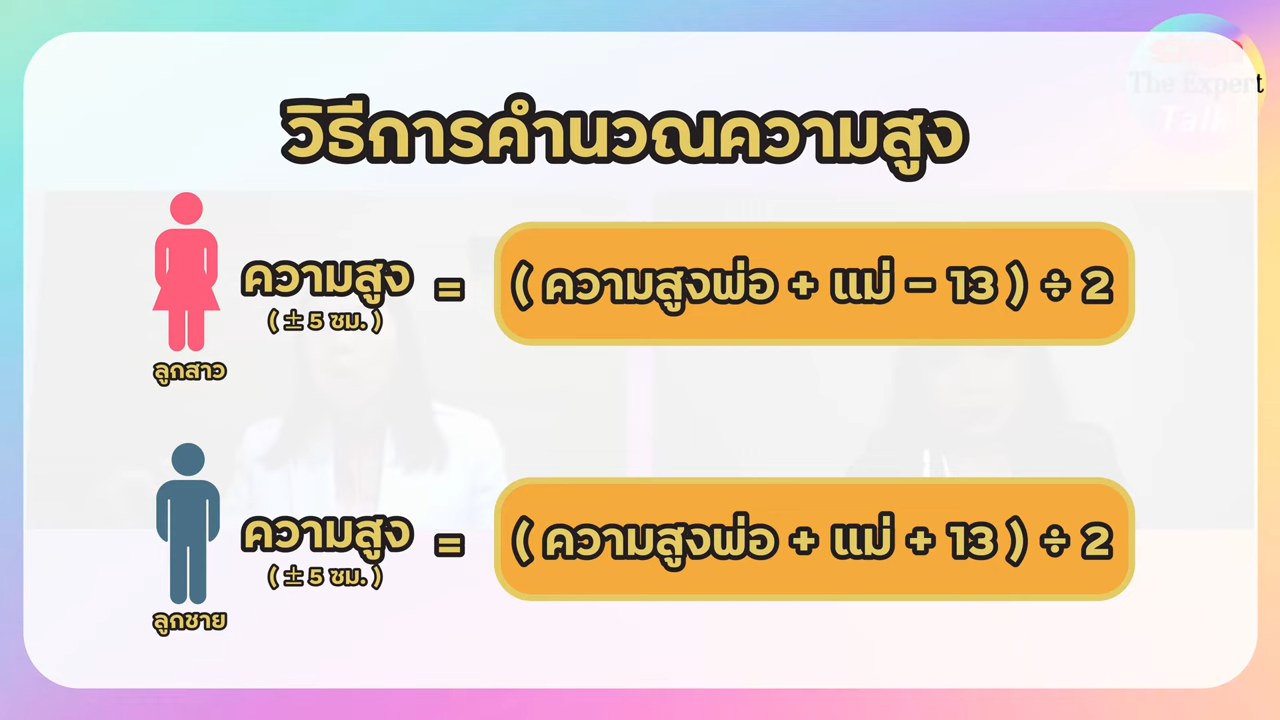 The Expert
Talk
วิธีการคำนวณความสูง
ความสูง = ( ความสูงพ่อ + แม่ - 13 ) ÷ 2
( ± 5 ซม. )
ลูกสาว
ความสูง = ( ความสูงพ่อ + แม่ + 13 ) ÷ 2
( ± 5 ซม. )
ลูกชาย